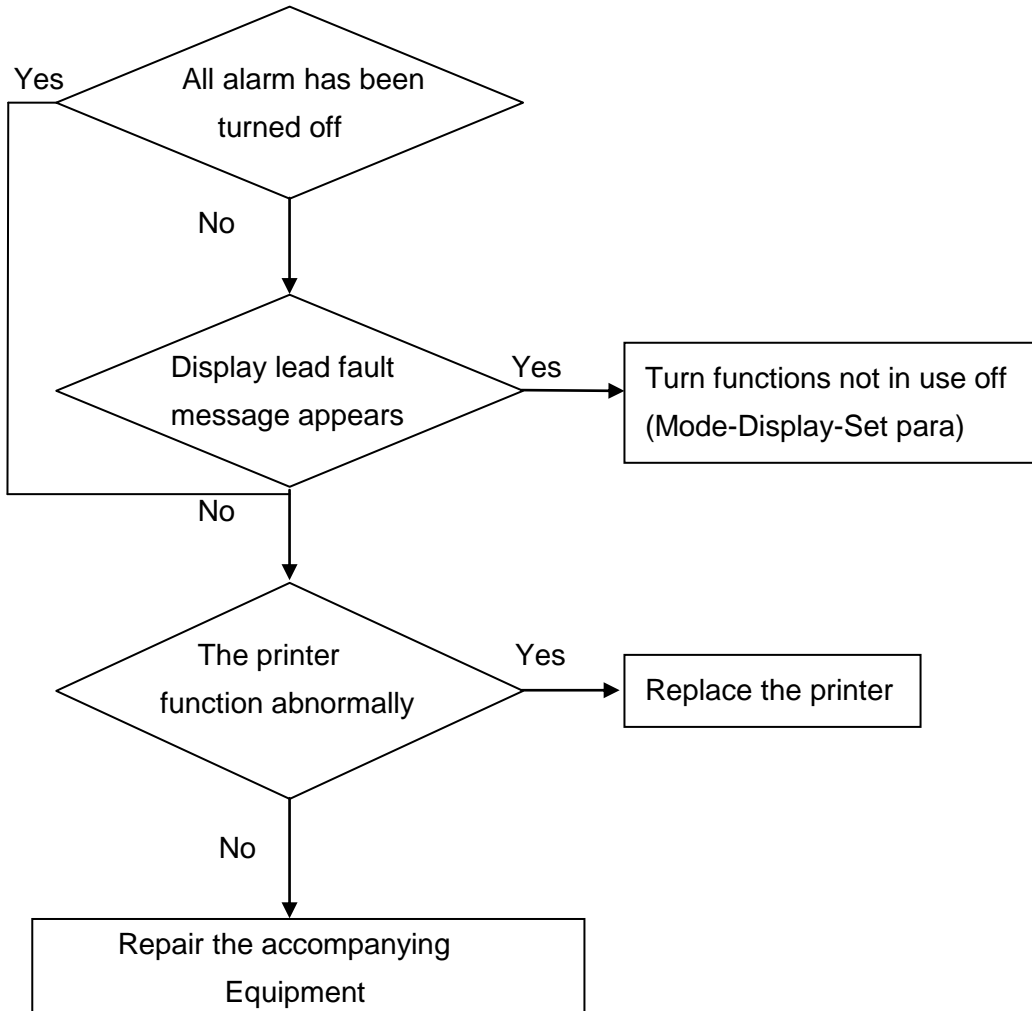 Yes
All alarm has been
turned off
No
Display lead fault
message appears
Yes
Turn functions not in use off
(Mode-Display-Set para)
No
The printer
function abnormally
Yes
Replace the printer
No
Repair the accompanying
Equipment